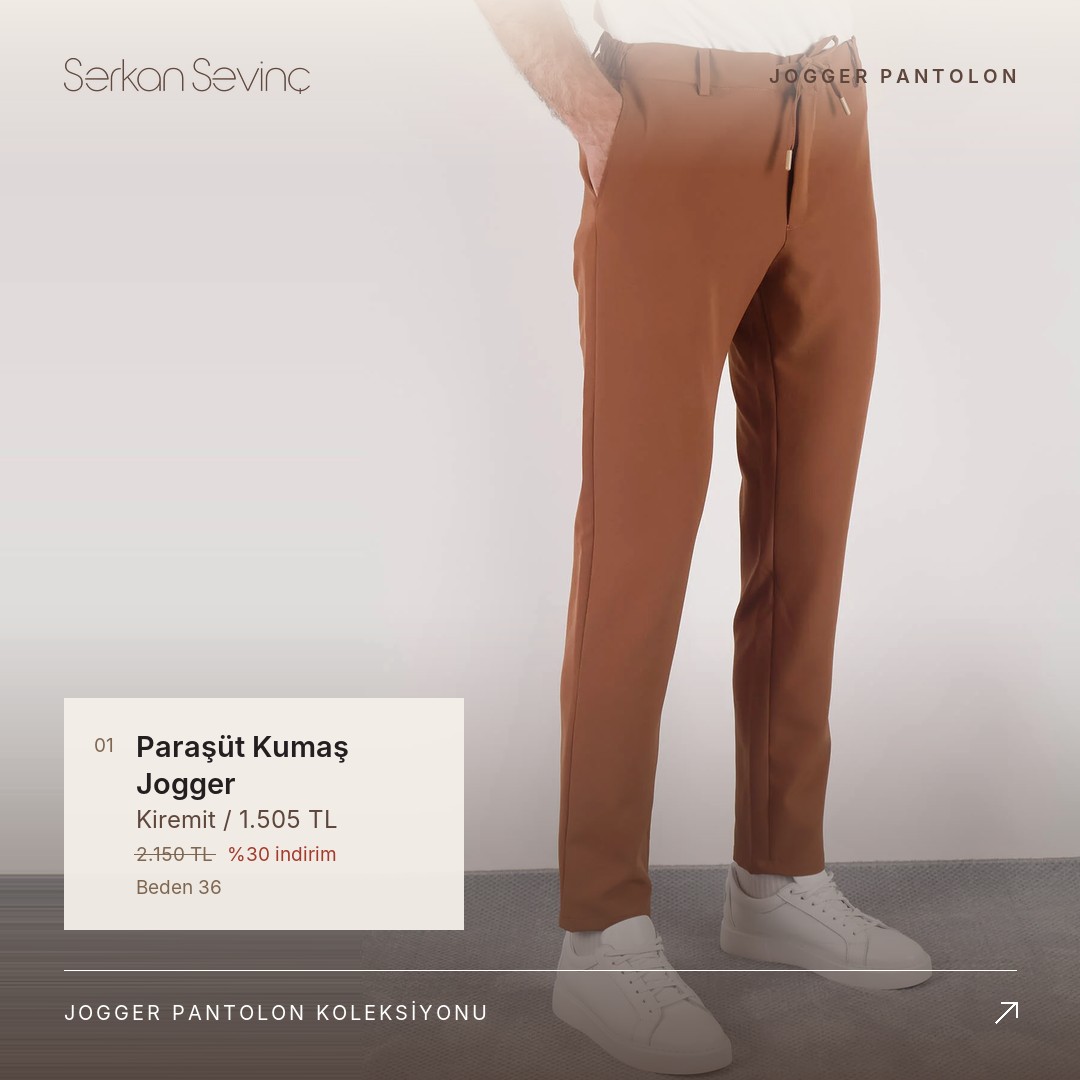 Serkan Sevinç
JOGGER PANTOLON
01
Paraşüt Kumaş
Jogger
Kiremit / 1.505 TL
2.150 TL %30 indirim
Beden 36
JOGGER PANTOLON KOLEKSİYONU